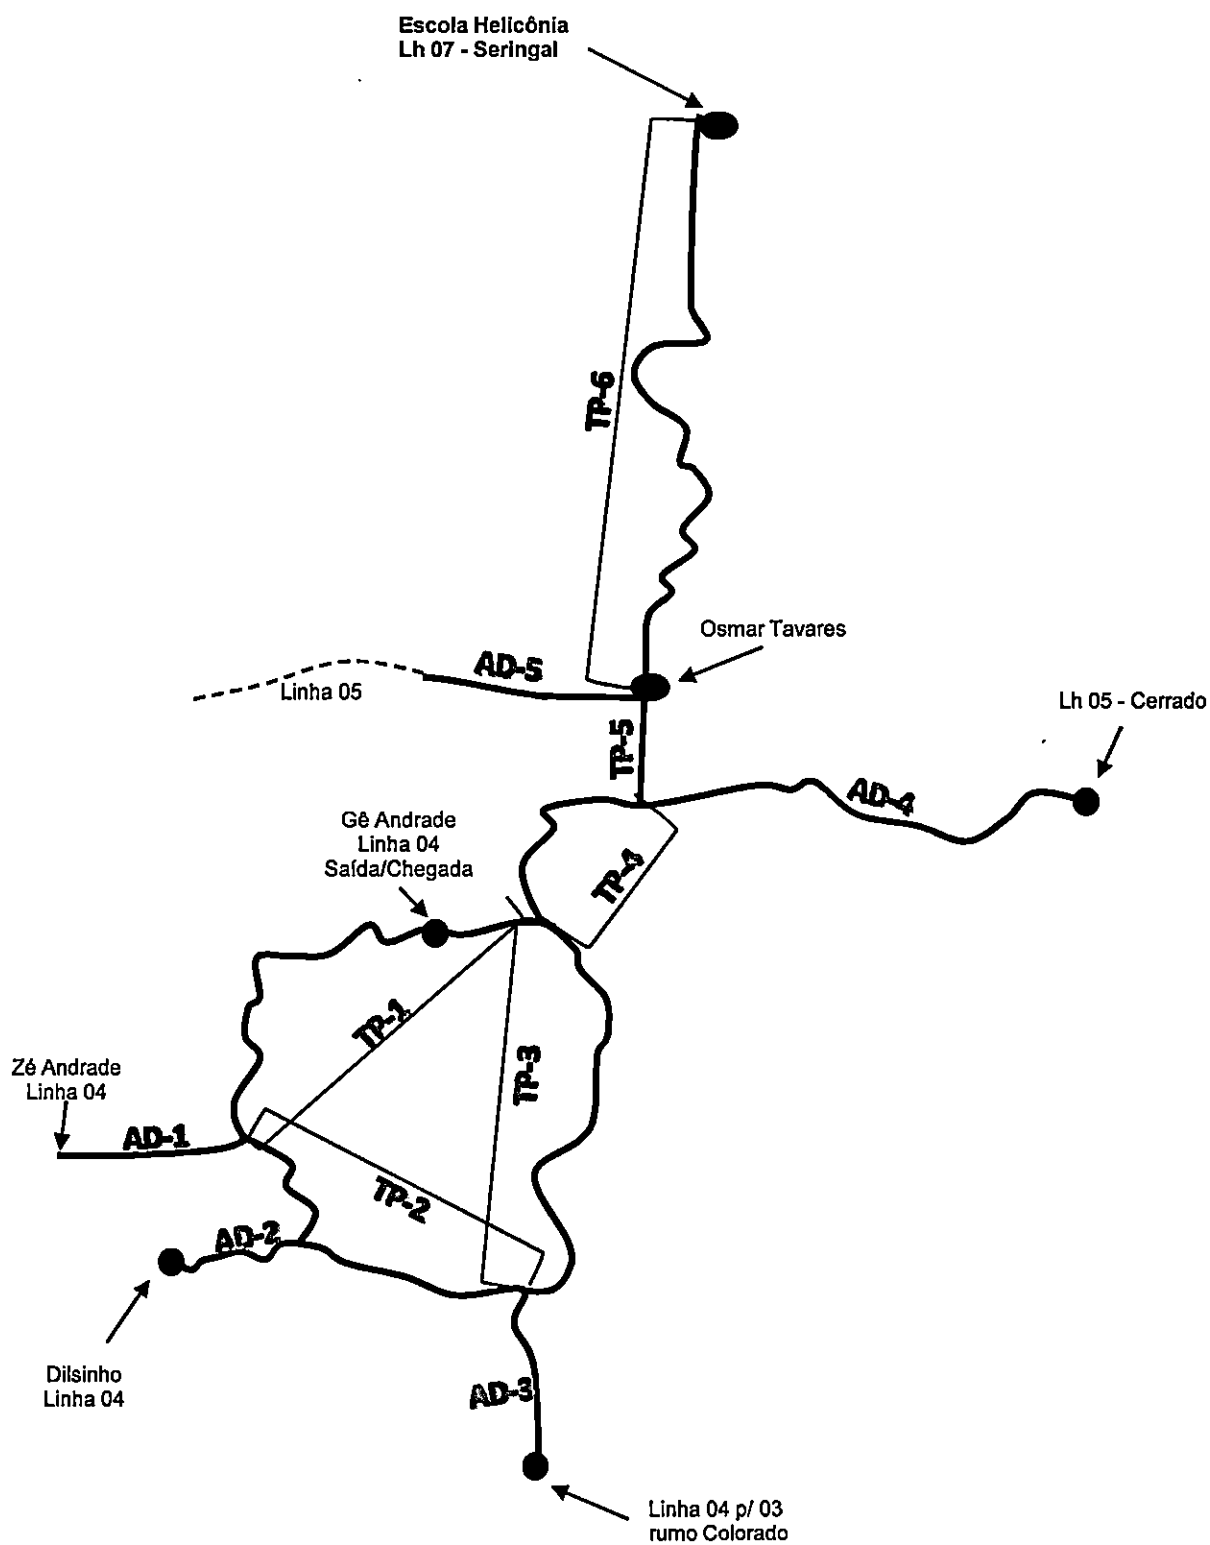 Escola Helicônia
Lh 07 - Seringal
TP-6
Osmar Tavares
AD-5
Linha 05
Lh 05 - Cerrado
TP-5
AD-4
Gê Andrade
Linha 04
Saída/Chegada
TP-4
TP-1
TP-3
Zé Andrade
Linha 04
AD-1
TP-2
AD-2
Dilsinho
Linha 04
AD-3
Linha 04 p/ 03
rumo Colorado